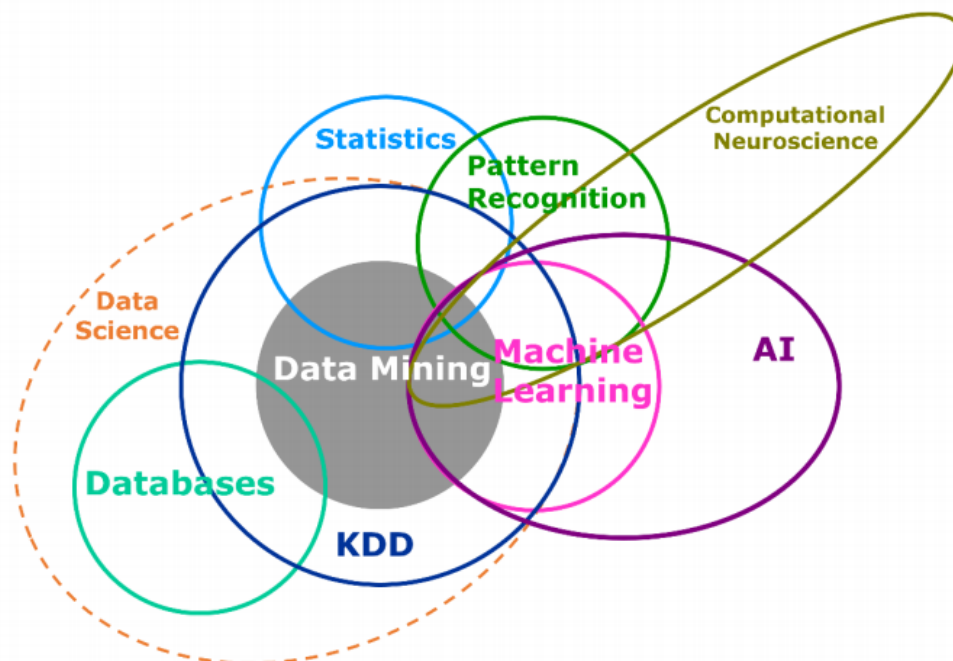 Computational
Neuroscience
Statistics
Pattern
Recognition
Data
Science
Machine
Learning
AI
Data Mining
Databases
KDD